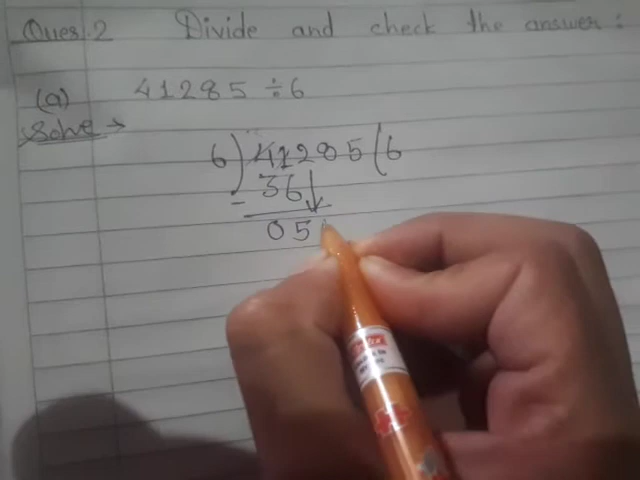 Ques.2 Divide and check the answer:
(a) 41285 ÷ 6
Solve →
6) 41285 (6
- 36
05